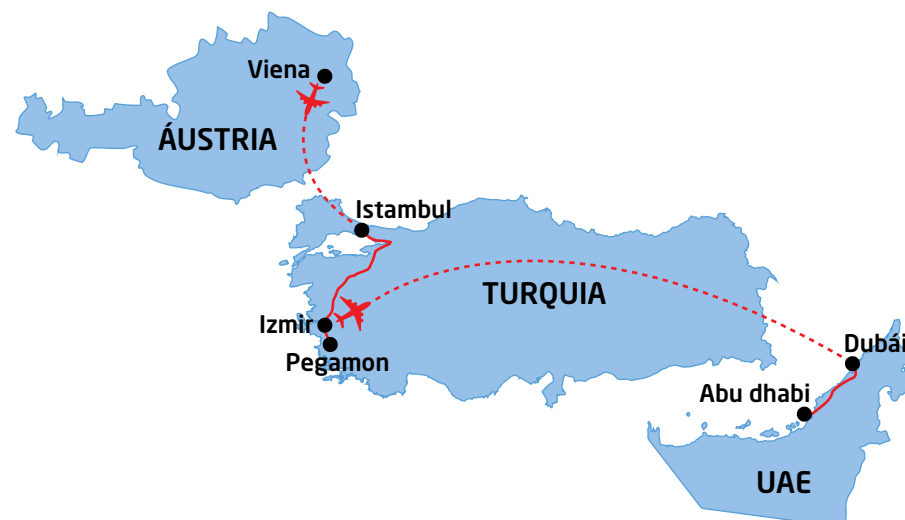 Viena
ÁUSTRIA
Istambul
TURQUIA
Izmir
Pegamon
Dubái
Abu dhabi
UAE